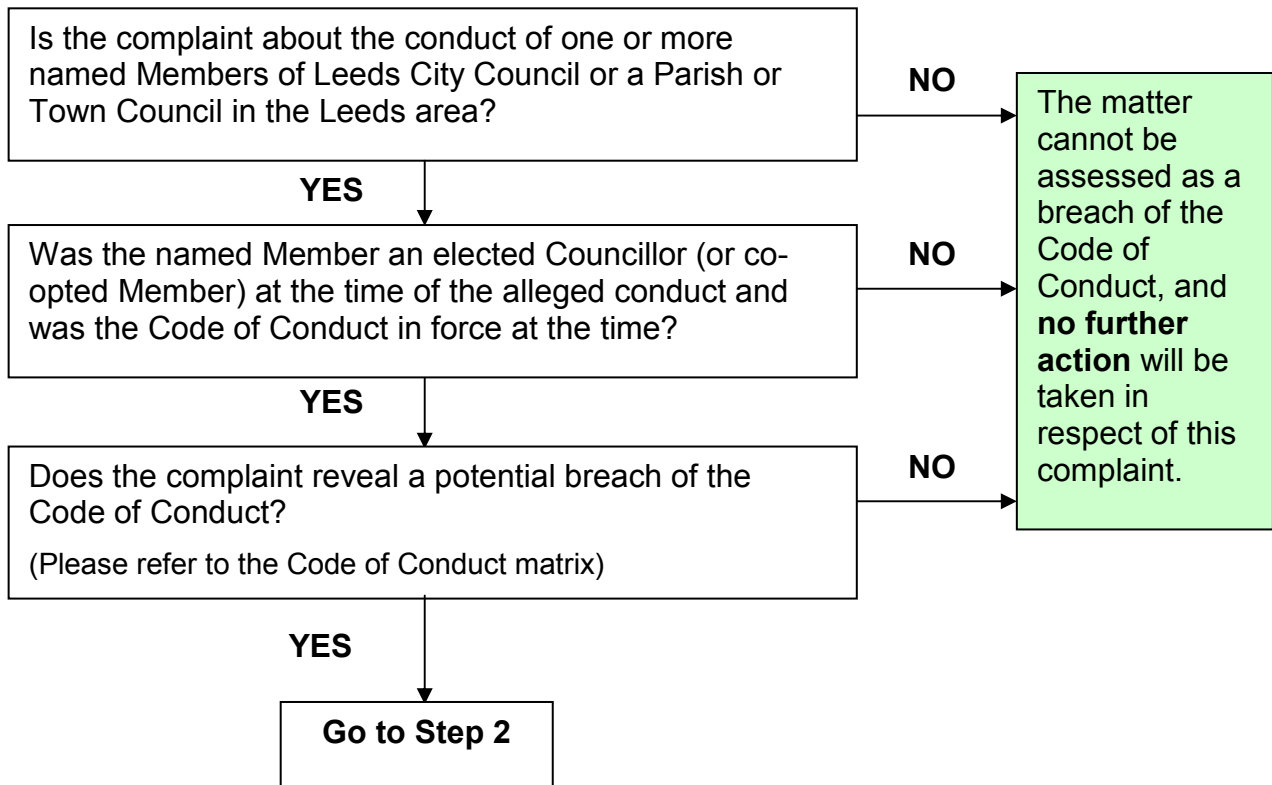 Is the complaint about the conduct of one or more
named Members of Leeds City Council or a Parish or
Town Council in the Leeds area?
NO
YES
Was the named Member an elected Councillor (or co-
opted Member) at the time of the alleged conduct and
was the Code of Conduct in force at the time?
NO
YES
Does the complaint reveal a potential breach of the
Code of Conduct?
(Please refer to the Code of Conduct matrix)
NO
YES
Go to Step 2
The matter
cannot be
assessed as a
breach of the
Code of
Conduct, and
no further
action will be
taken in
respect of this
complaint.